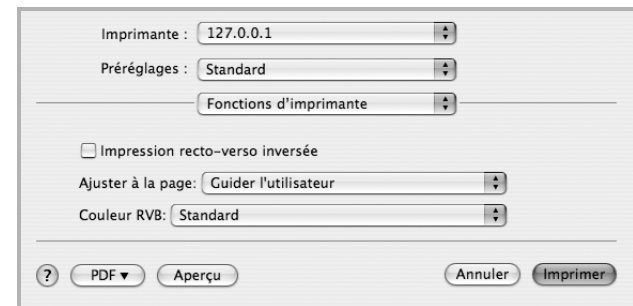 Imprimante : 127.0.0.1
Préréglages : Standard
Fonctions d'imprimante
Impression recto-verso inversée
Ajuster à la page: Guider l'utilisateur
Couleur RVB: Standard
? PDF ▼ Aperçu Annuler Imprimer